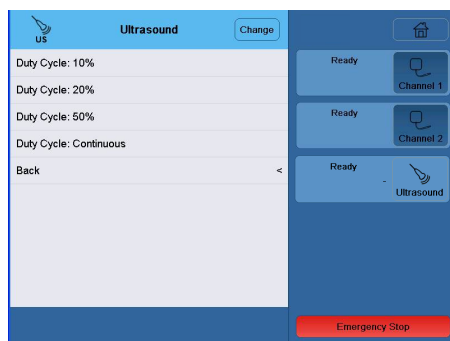 US
Ultrasound
Change
Duty Cycle: 10%
Duty Cycle: 20%
Duty Cycle: 50%
Duty Cycle: Continuous
Back <
Ready
Channel 1
Ready
Channel 2
Ready
-
Ultrasound
Emergency Stop